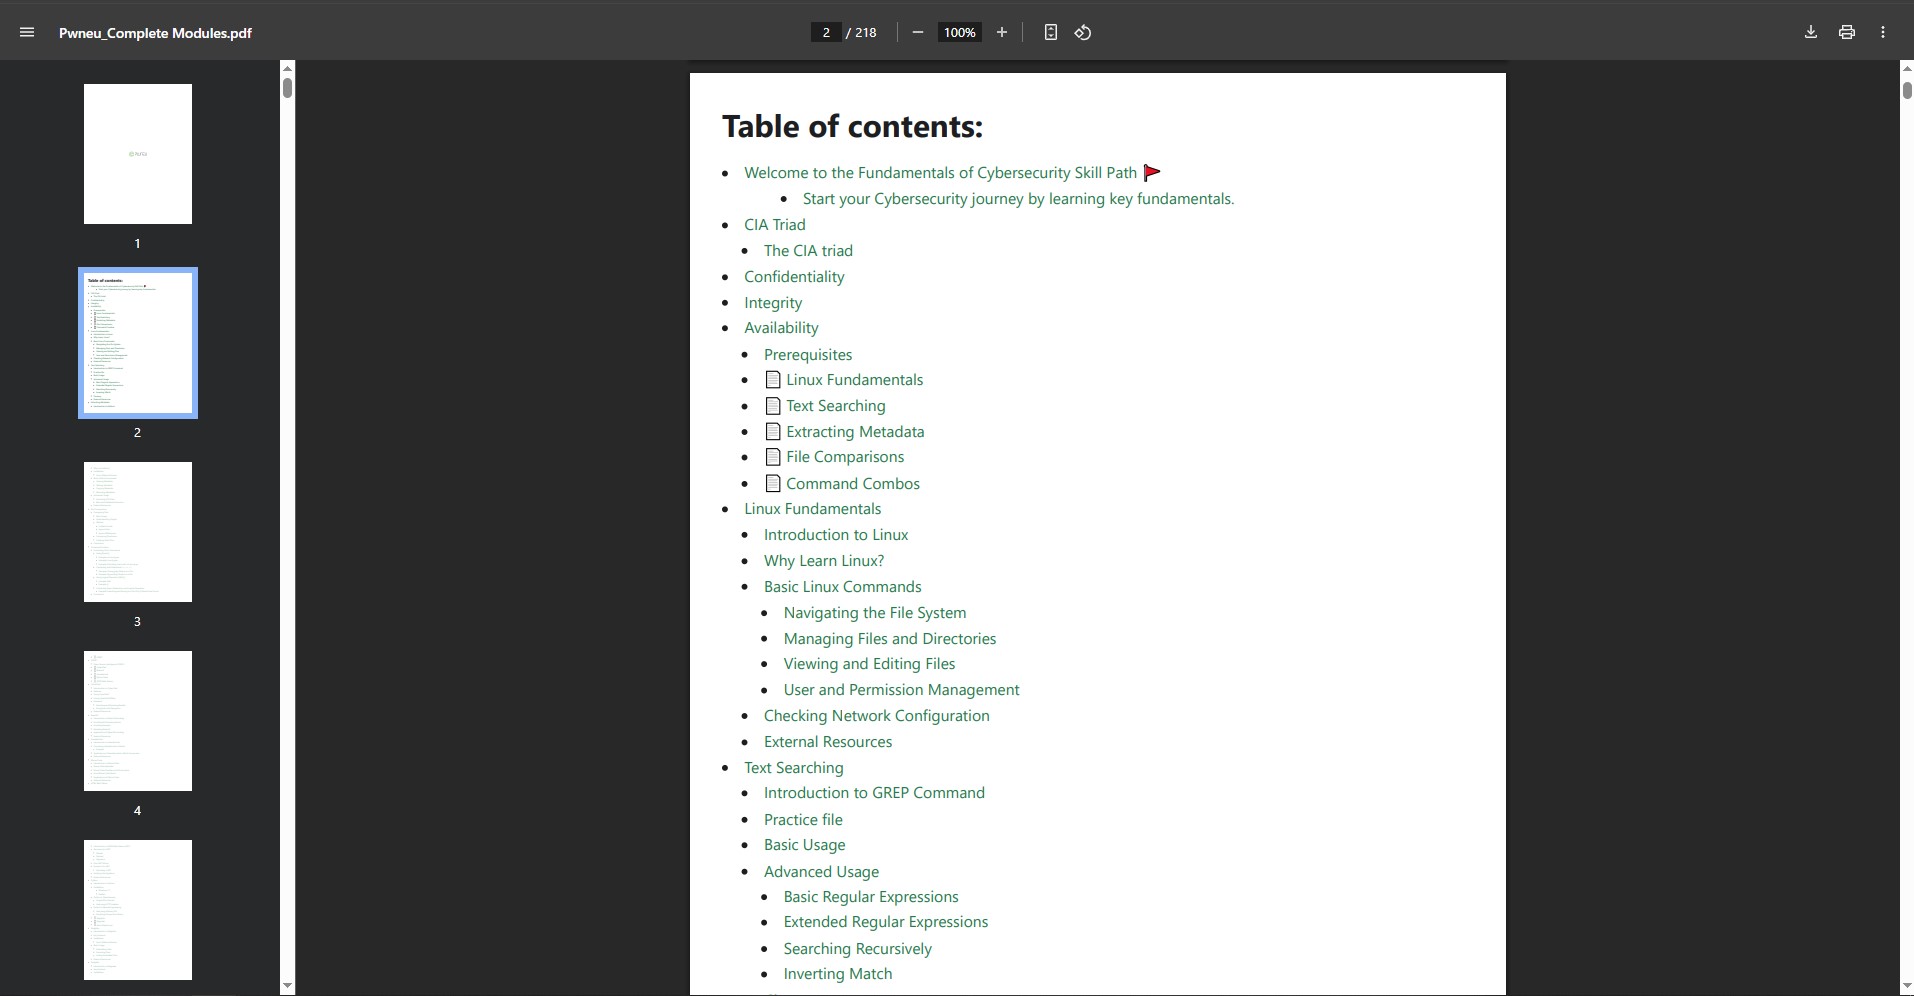 Pwneu_Complete Modules.pdf
2 / 218
100%
1
2
3
4
Table of contents:
Welcome to the Fundamentals of Cybersecurity Skill Path
Start your Cybersecurity journey by learning key fundamentals.
CIA Triad
The CIA triad
Confidentiality
Integrity
Availability
Prerequisites
Linux Fundamentals
Text Searching
Extracting Metadata
File Comparisons
Command Combos
Linux Fundamentals
Introduction to Linux
Why Learn Linux?
Basic Linux Commands
Navigating the File System
Managing Files and Directories
Viewing and Editing Files
User and Permission Management
Checking Network Configuration
External Resources
Text Searching
Introduction to GREP Command
Practice file
Basic Usage
Advanced Usage
Basic Regular Expressions
Extended Regular Expressions
Searching Recursively
Inverting Match